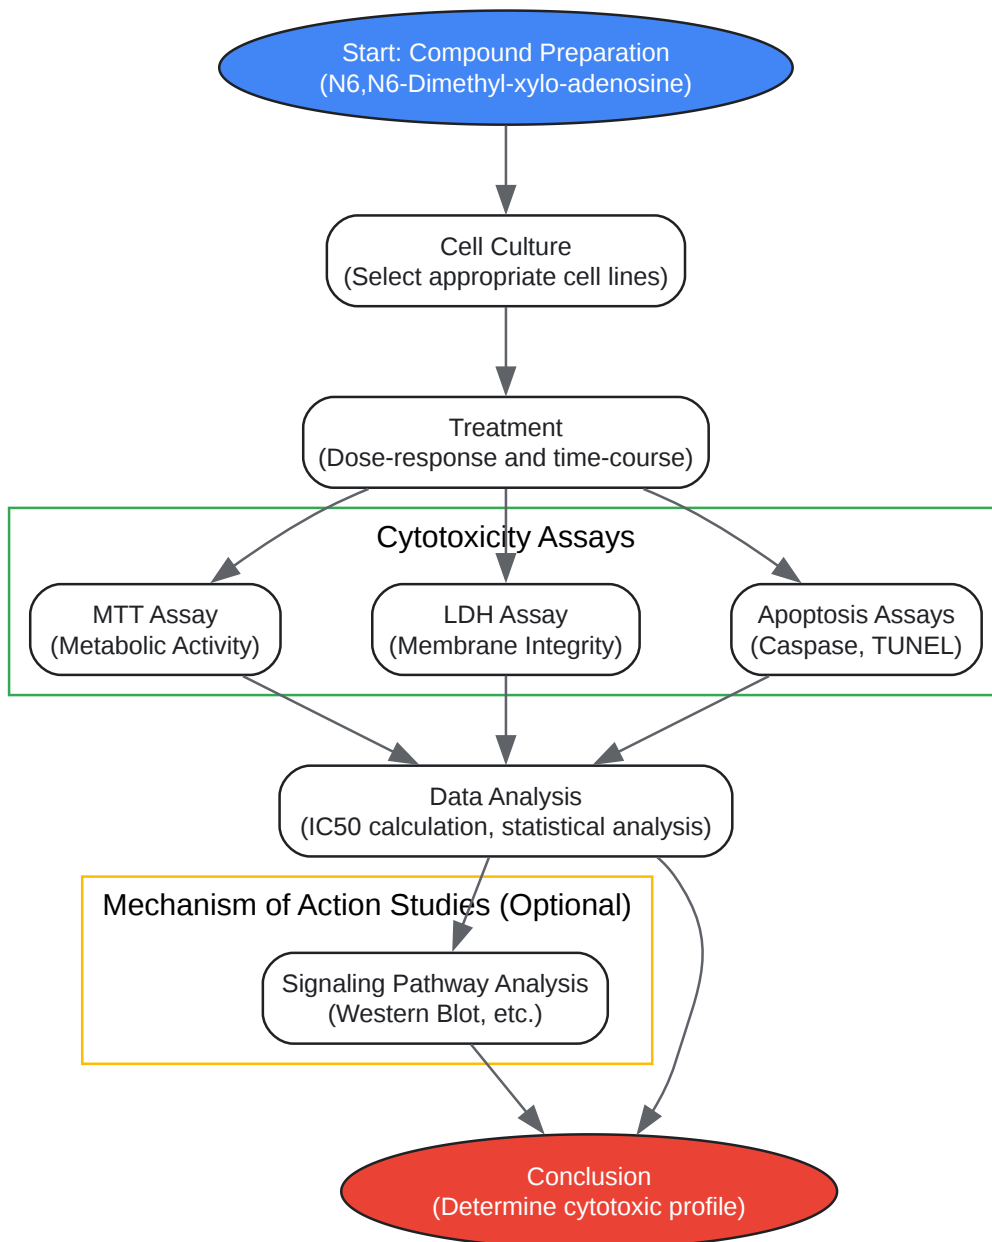 Start: Compound Preparation
(N6,N6-Dimethyl-xylo-adenosine)
Cell Culture
(Select appropriate cell lines)
Treatment
(Dose-response and time-course)
Cytotoxicity Assays
MTT Assay
(Metabolic Activity)
LDH Assay
(Membrane Integrity)
Apoptosis Assays
(Caspase, TUNEL)
Data Analysis
(IC50 calculation, statistical analysis)
Mechanism of Action Studies (Optional)
Signaling Pathway Analysis
(Western Blot, etc.)
Conclusion
(Determine cytotoxic profile)